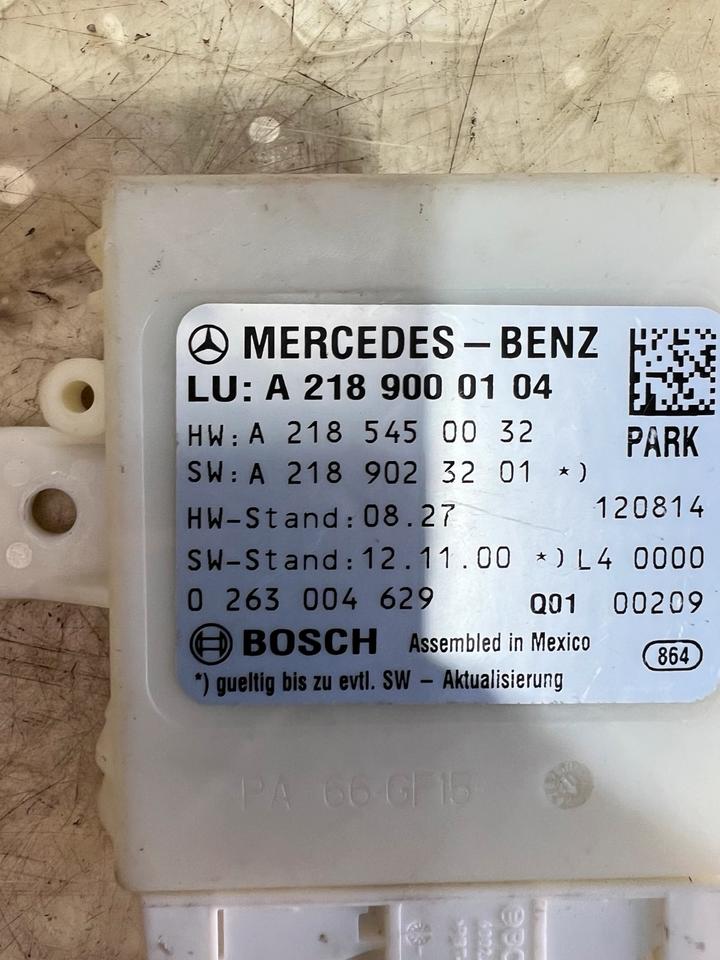 MERCEDES – BENZ
LU: A 218 900 01 04
HW: A 218 545 00 32
PARK
SW: A 218 902 32 01 *)
HW-Stand: 08.27 120814
SW-Stand: 12.11.00 *) L4 0000
0 263 004 629 Q01 00209
BOSCH Assembled in Mexico 864
*) gueltig bis zu evtl. SW – Aktualisierung
PA 66-GF15